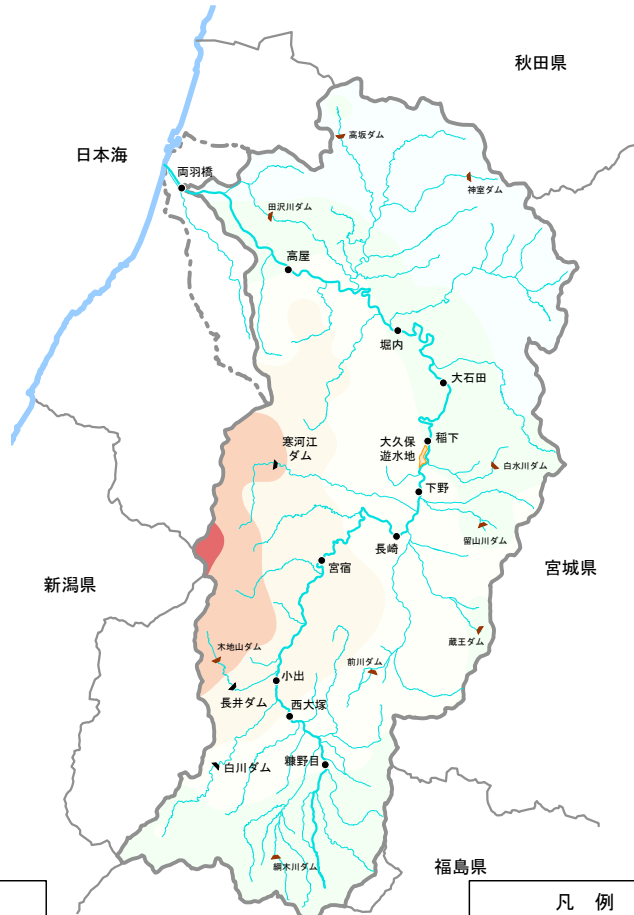 秋田県
日本海
高坂ダム
両羽橋
神室ダム
田沢川ダム
高屋
堀内
大石田
寒河江
ダム
大久保
遊水地
稲下
白水川ダム
下野
留山川ダム
長崎
宮宿
宮城県
新潟県
蔵王ダム
木地山ダム
前川ダム
小出
長井ダム
西大塚
白川ダム
糠野目
綱木川ダム
福島県
凡 例